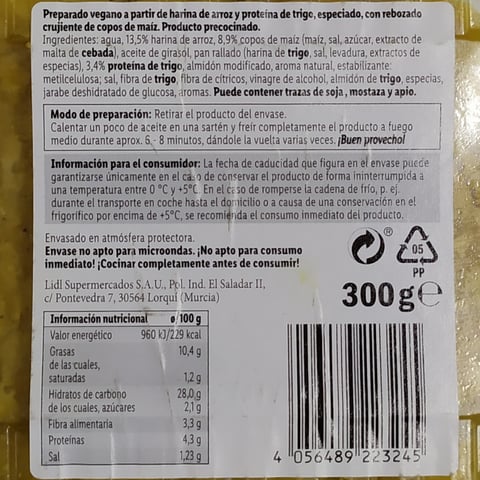 Preparado vegano a partir de harina de arroz y proteína de trigo, especiado, con rebozado
crujiente de copos de maíz. Producto precocinado.
Ingredientes: agua, 13,5% harina de arroz, 8,9% copos de maíz (maíz, sal, azúcar, extracto de
malta de cebada), aceite de girasol, pan rallado (harina de trigo, sal, levadura, extractos de
especias), 3,4% proteína de trigo, almidón modificado, aroma natural, estabilizante:
metilcelulosa; sal, fibra de trigo, fibra de cítricos, vinagre de alcohol, almidón de trigo, especias,
jarabe deshidratado de glucosa, aromas. Puede contener trazas de soja, mostaza y apio.
Modo de preparación: Retirar el producto del envase.
Calentar un poco de aceite en una sartén y freír completamente el producto a fuego
medio durante aprox. 6 - 8 minutos, dándole la vuelta varias veces. ¡Buen provecho!
Información para el consumidor: La fecha de caducidad que figura en el envase puede
garantizarse únicamente en el caso de conservar el producto de forma ininterrumpida a
una temperatura entre 0 °C y +5°C. En el caso de romperse la cadena de frío, p. ej.
durante el transporte en coche hasta el domicilio o a causa de una conservación en el
frigorífico por encima de +5°C, se recomienda el consumo inmediato del producto.
Envasado en atmósfera protectora.
Envase no apto para microondas. ¡No apto para consumo
inmediato! ¡Cocinar completamente antes de consumir!
Lidl Supermercados S.A.U., Pol. Ind. El Saladar II,
c/ Pontevedra 7, 30564 Lorquí (Murcia)
®
05
PP
300g℮
Información nutricional ø/100 g
Valor energético 960 kJ/229 kcal
Grasas 10,4 g
de las cuales,
saturadas 1,2 g
Hidratos de carbono 28,0 g
de los cuales, azúcares 2,1 g
Fibra alimentaria 3,3 g
Proteínas 4,3 g
Sal 1,23 g
4 056489 223245